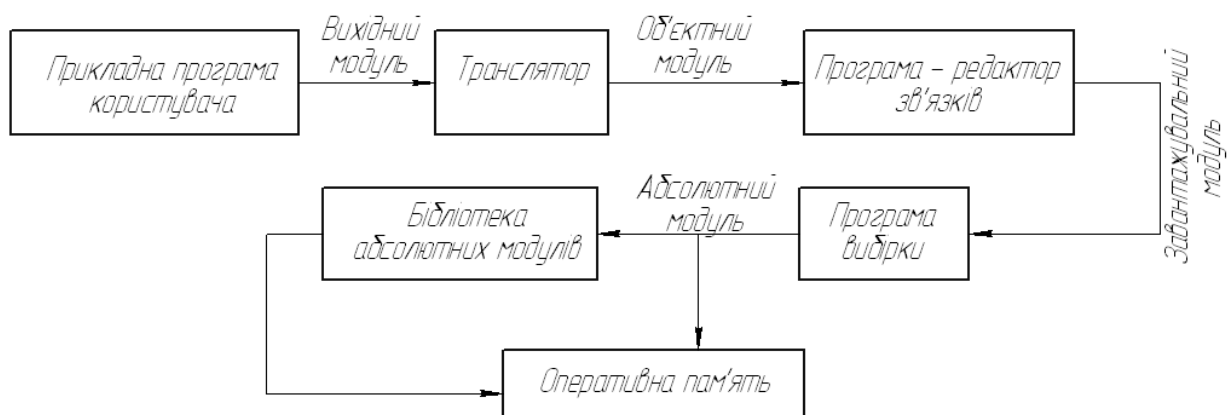 Прикладна програма
користувача
Вихідний
модуль
Транслятор
Об'єктний
модуль
Програма – редактор
зв'язків
Завантажувальний
модуль
Програма
вибірки
Абсолютний
модуль
Бібліотека
абсолютних модулів
Оперативна пам'ять